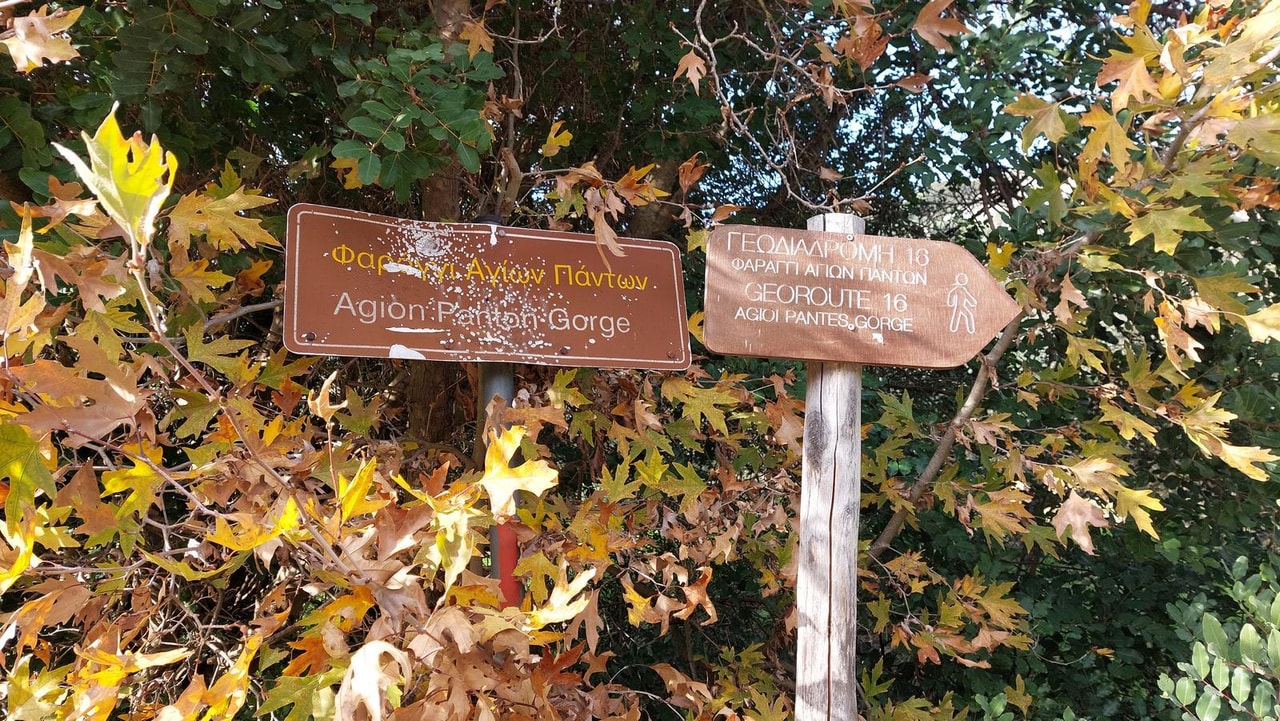 Φαράγγι Αγίων Πάντων
Agion Panton Gorge
ΓΕΩΔΙΑΔΡΟΜΗ 16
ΦΑΡΑΓΓΙ ΑΓΙΩΝ ΠΑΝΤΩΝ
GEOROUTE 16
AGIOI PANTES GORGE